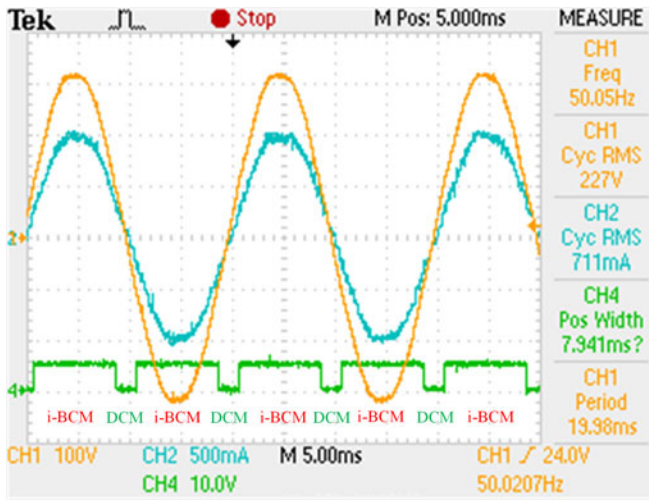 Tek Stop M Pos: 5.000ms MEASURE
CH1
Freq
50.05Hz
CH1
Cyc RMS
227V
2 CH2
Cyc RMS
711mA
CH4
Pos Width
7.941ms?
4
CH1
Period
19.98ms
i-BCM DCM i-BCM DCM i-BCM DCM i-BCM DCM i-BCM
CH1 100V CH2 500mA M 5.00ms CH1 24.0V
CH4 10.0V 50.0207Hz